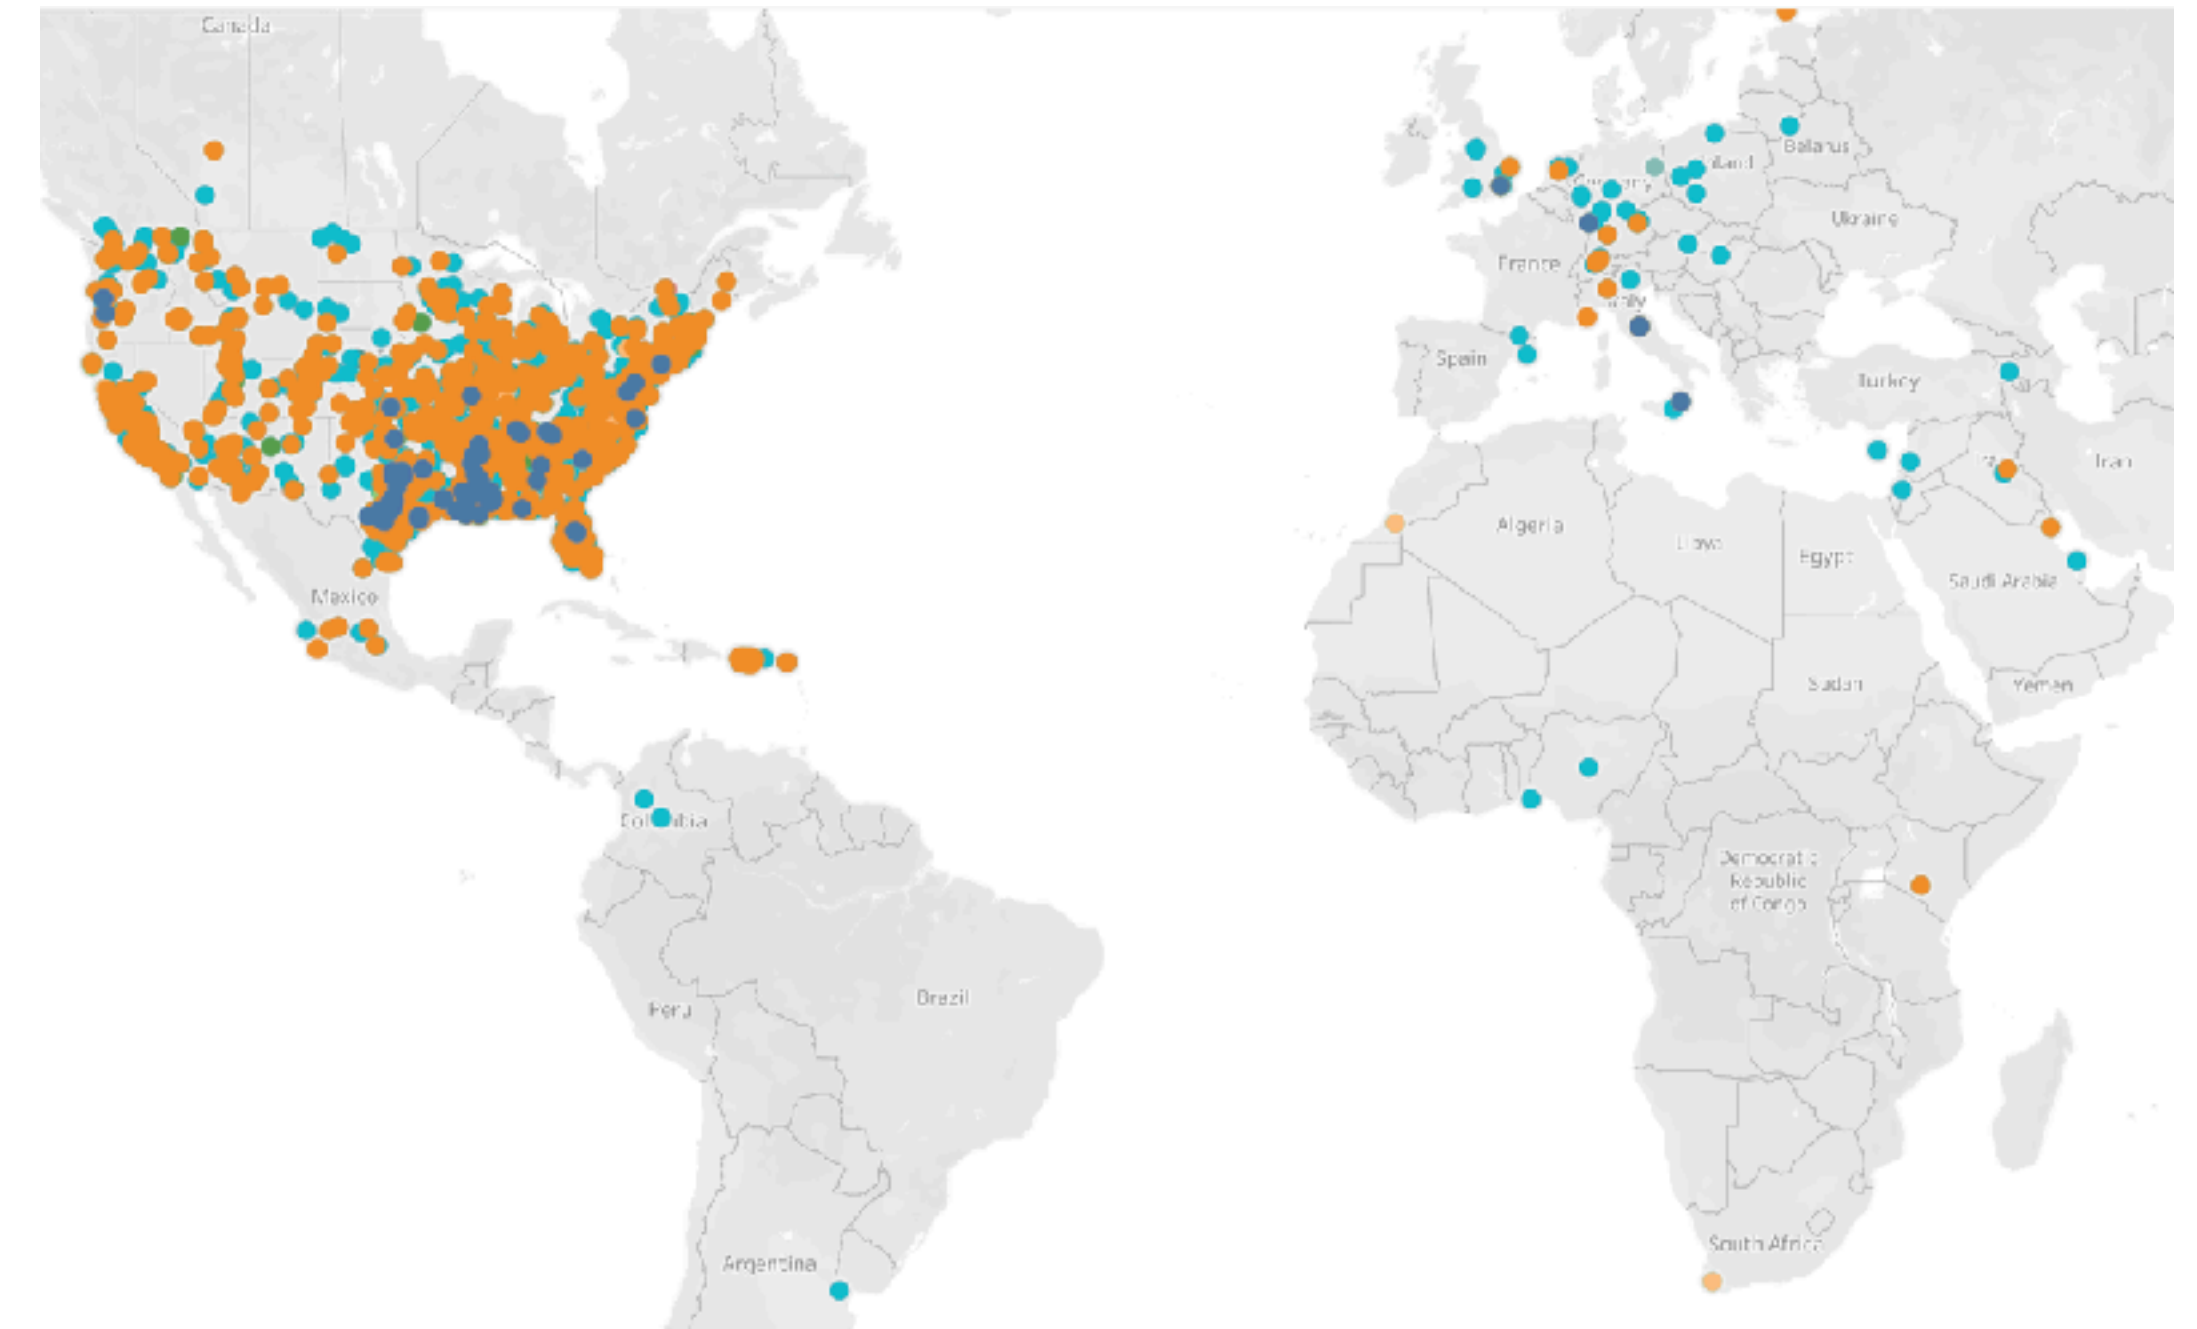 Canada
Belarus
Ukraine
France
Spain
Turkey
Iran
Algeria
Libya
Egypt
Saudi Arabia
Mexico
Sudan
Yemen
Democratic
Republic
of Congo
Peru
Brazil
South Africa
Argentina